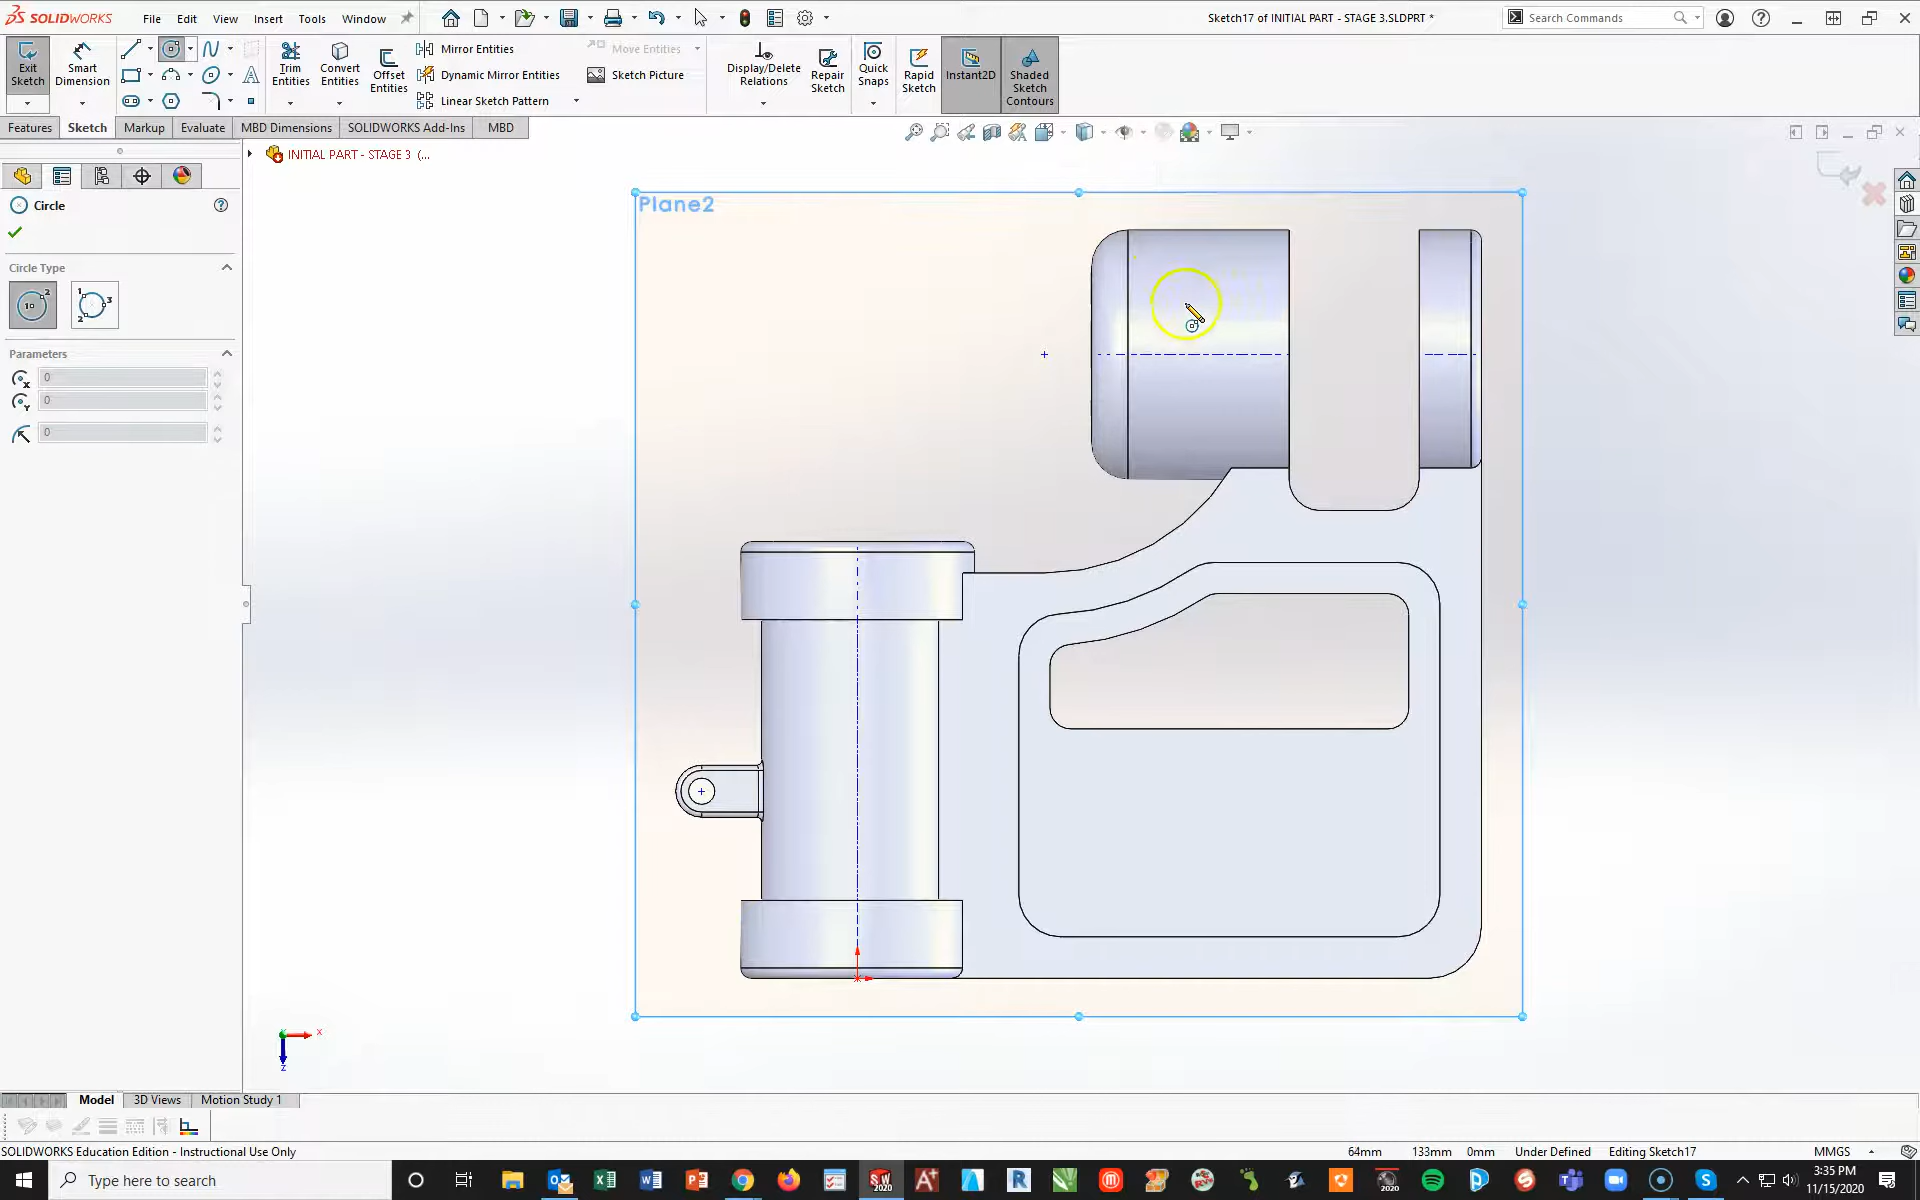 SOLIDWORKS File Edit View Insert Tools Window
Sketch17 of INITIAL PART - STAGE 3.SLDPRT *
Search Commands
Exit Sketch
Smart Dimension
Trim Entities
Convert Entities
Offset Entities
Mirror Entities
Dynamic Mirror Entities
Linear Sketch Pattern
Move Entities
Sketch Picture
Display/Delete Relations
Repair Sketch
Quick Snaps
Rapid Sketch
Instant2D
Shaded Sketch Contours
Features Sketch Markup Evaluate MBD Dimensions SOLIDWORKS Add-Ins MBD
INITIAL PART - STAGE 3 (...
Circle
Circle Type
Parameters
0
0
0
Plane2
x
z
Model 3D Views Motion Study 1
SOLIDWORKS Education Edition - Instructional Use Only
64mm 133mm 0mm Under Defined Editing Sketch17 MMGS
Type here to search
3:35 PM
11/15/2020